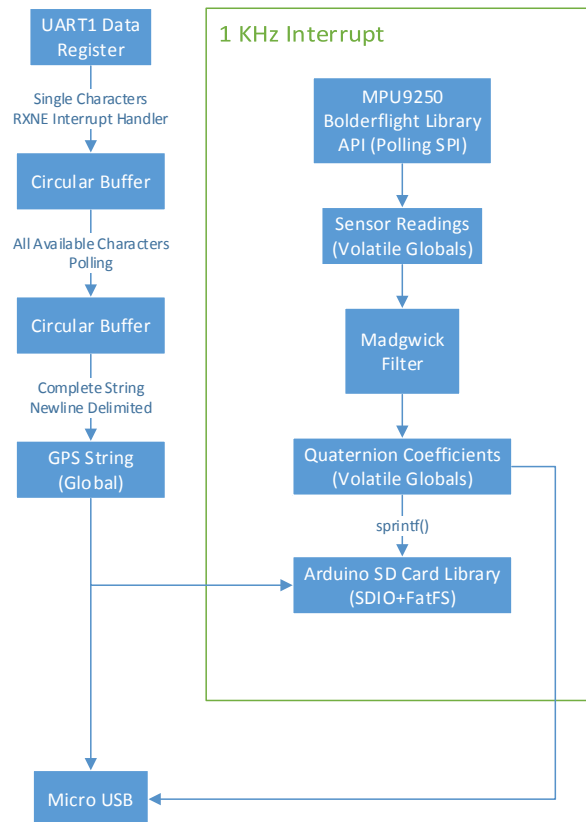 UART1 Data
Register
Single Characters
RXNE Interrupt Handler
Circular Buffer
All Available Characters
Polling
Circular Buffer
Complete String
Newline Delimited
GPS String
(Global)
Micro USB
1 KHz Interrupt
MPU9250
Bolderflight Library
API (Polling SPI)
Sensor Readings
(Volatile Globals)
Madgwick
Filter
Quaternion Coefficients
(Volatile Globals)
sprintf()
Arduino SD Card Library
(SDIO+FatFS)